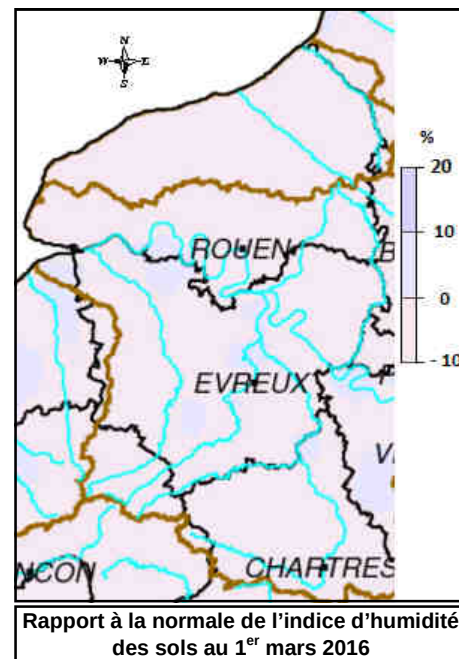 N
W E
S
%
20
ROUEN
B
10
0
- 10
EVREUX
V
NCON
CHARTRES
Rapport à la normale de l'indice d'humidité
des sols au 1er mars 2016